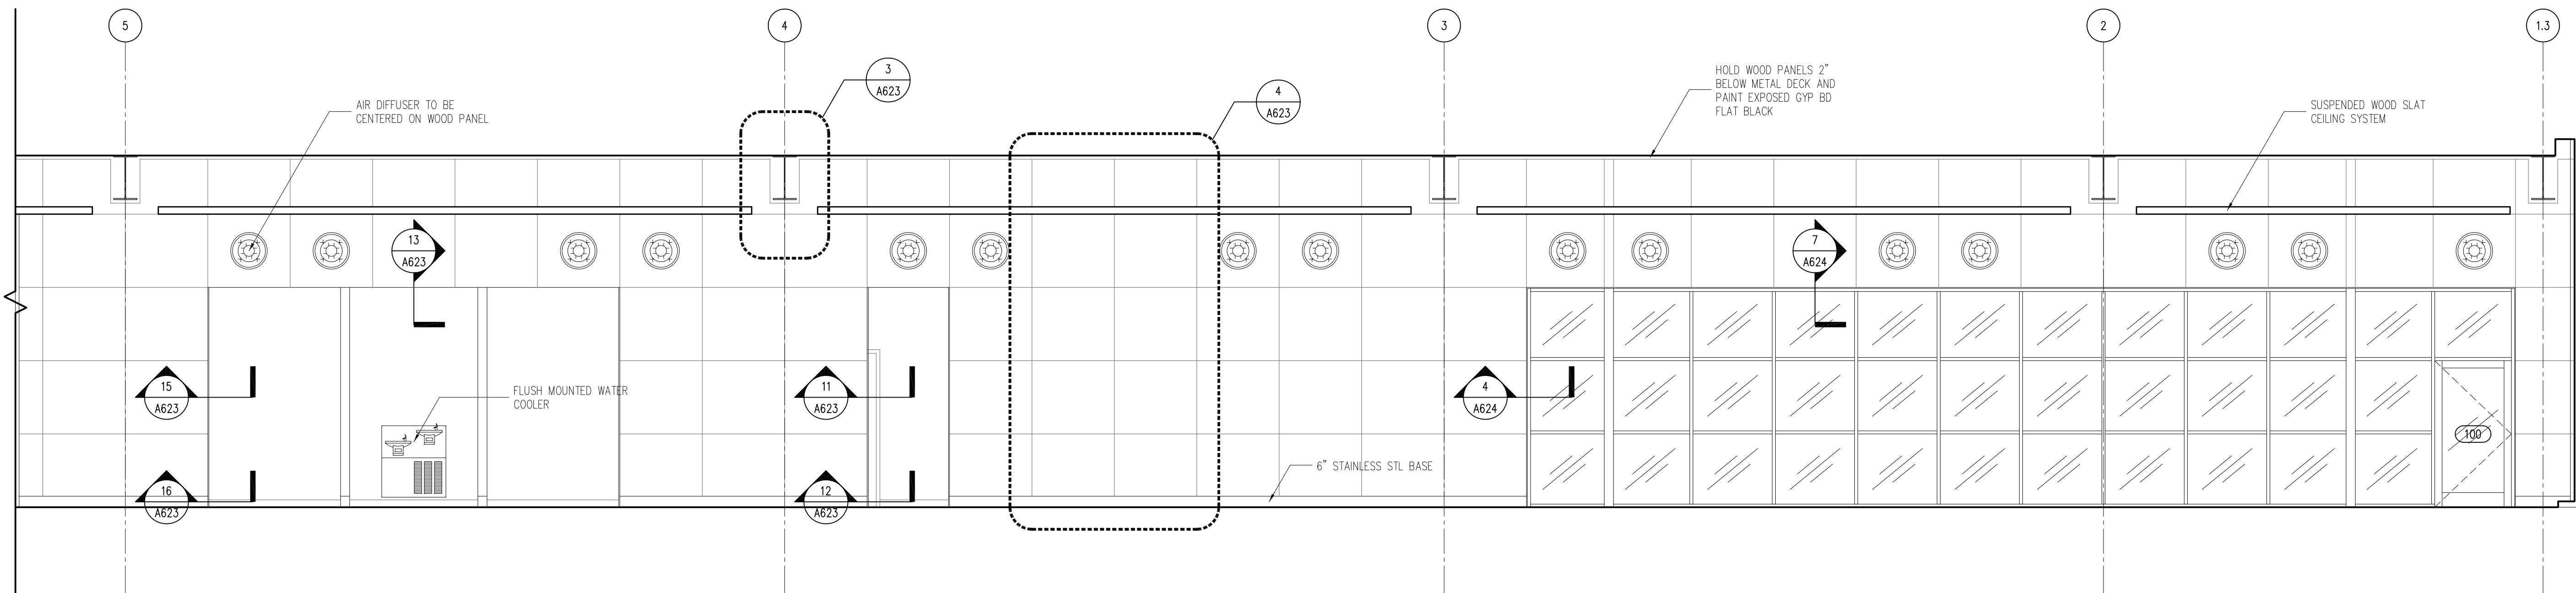 5
4
3
2
1.3
3
A623
4
A623
HOLD WOOD PANELS 2"
BELOW METAL DECK AND
PAINT EXPOSED GYP BD
FLAT BLACK
AIR DIFFUSER TO BE
CENTERED ON WOOD PANEL
SUSPENDED WOOD SLAT
CEILING SYSTEM
13
A623
7
A624
15
A623
FLUSH MOUNTED WATER
COOLER
11
A623
4
A624
100
6" STAINLESS STL BASE
16
A623
12
A623